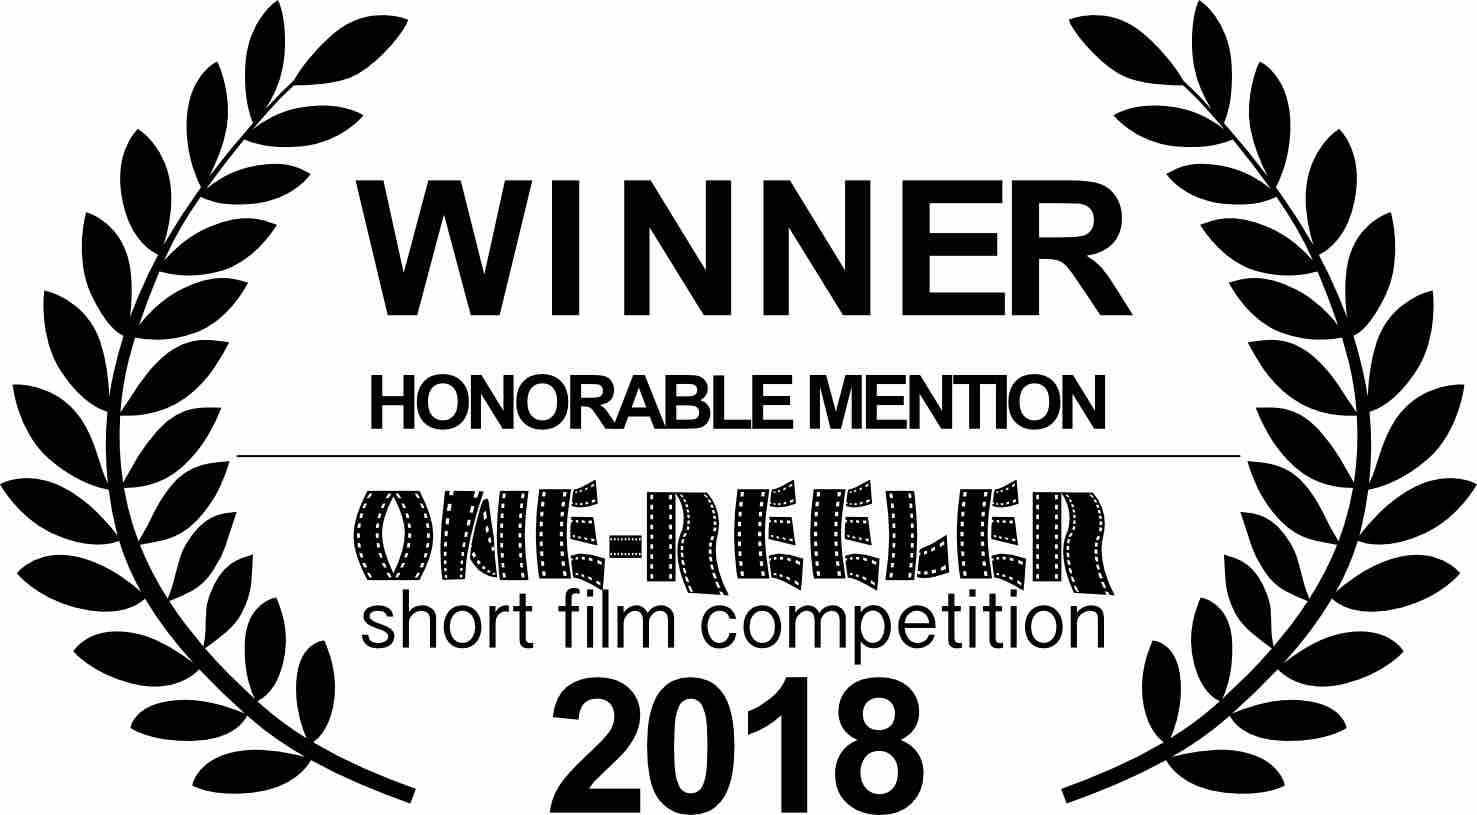 WINNER
HONORABLE MENTION
ONE-REELER
short film competition
2018